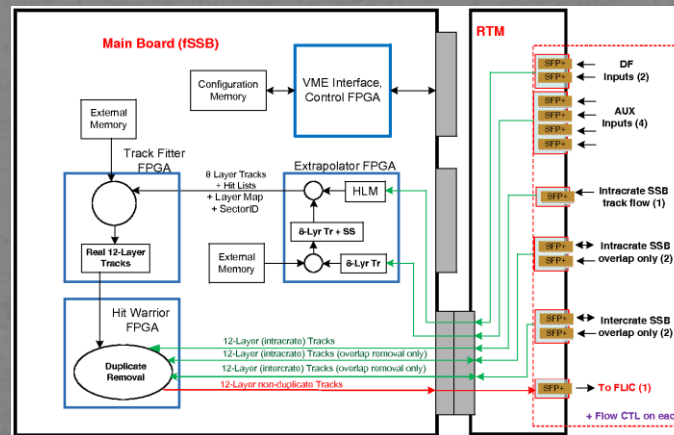 Main Board (fSSB)
RTM
Configuration
Memory
VME Interface,
Control FPGA
External
Memory
Track Fitter
FPGA
8 Layer Tracks
+ Hit Lists
+ Layer Map
+ SectorID
Extrapolator FPGA
HLM
8-Lyr Tr + SS
8-Lyr Tr
External
Memory
Real 12-Layer
Tracks
Hit Warrior
FPGA
Duplicate
Removal
12-Layer (intracrate) Tracks
12-Layer (intracrate) Tracks (overlap removal only)
12-Layer (intercrate) Tracks (overlap removal only)
12-Layer non-duplicate Tracks
SFP+
SFP+
DF
Inputs (2)
SFP+
SFP+
SFP+
SFP+
AUX
Inputs (4)
SFP+
Intracrate SSB
track flow (1)
SFP+
SFP+
Intracrate SSB
overlap only (2)
SFP+
SFP+
Intercrate SSB
overlap only (2)
SFP+
To FLIC (1)
+ Flow CTL on eac